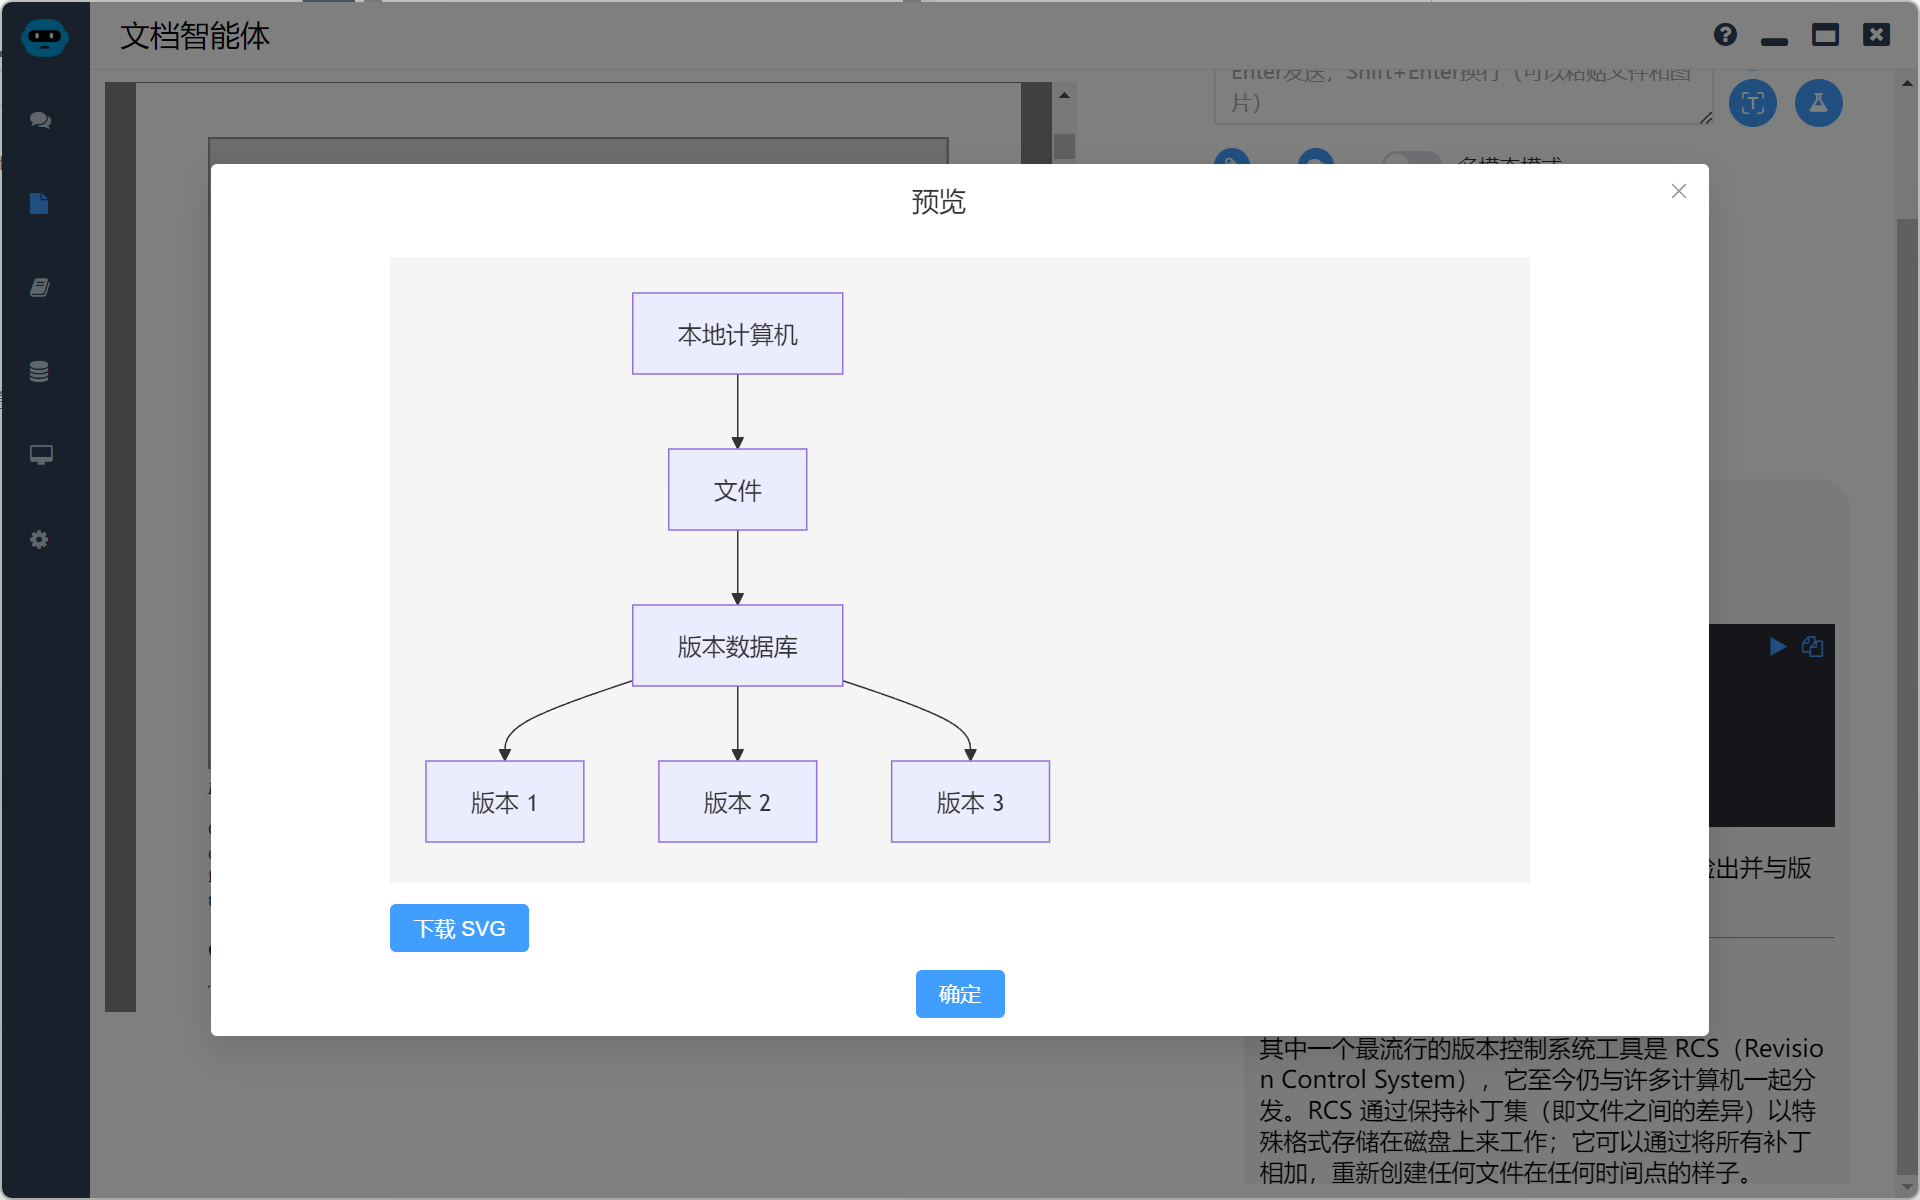 文档智能体
Enter发送，Shift+Enter换行（可以粘贴文件和图
片）
多模态模式
预览
本地计算机
文件
版本数据库
版本 1
版本 2
版本 3
出并与版
下载 SVG
确定
其中一个最流行的版本控制系统工具是 RCS（Revisio
n Control System），它至今仍与许多计算机一起分
发。RCS 通过保持补丁集（即文件之间的差异）以特
殊格式存储在磁盘上来工作；它可以通过将所有补丁
相加，重新创建任何文件在任何时间点的样子。